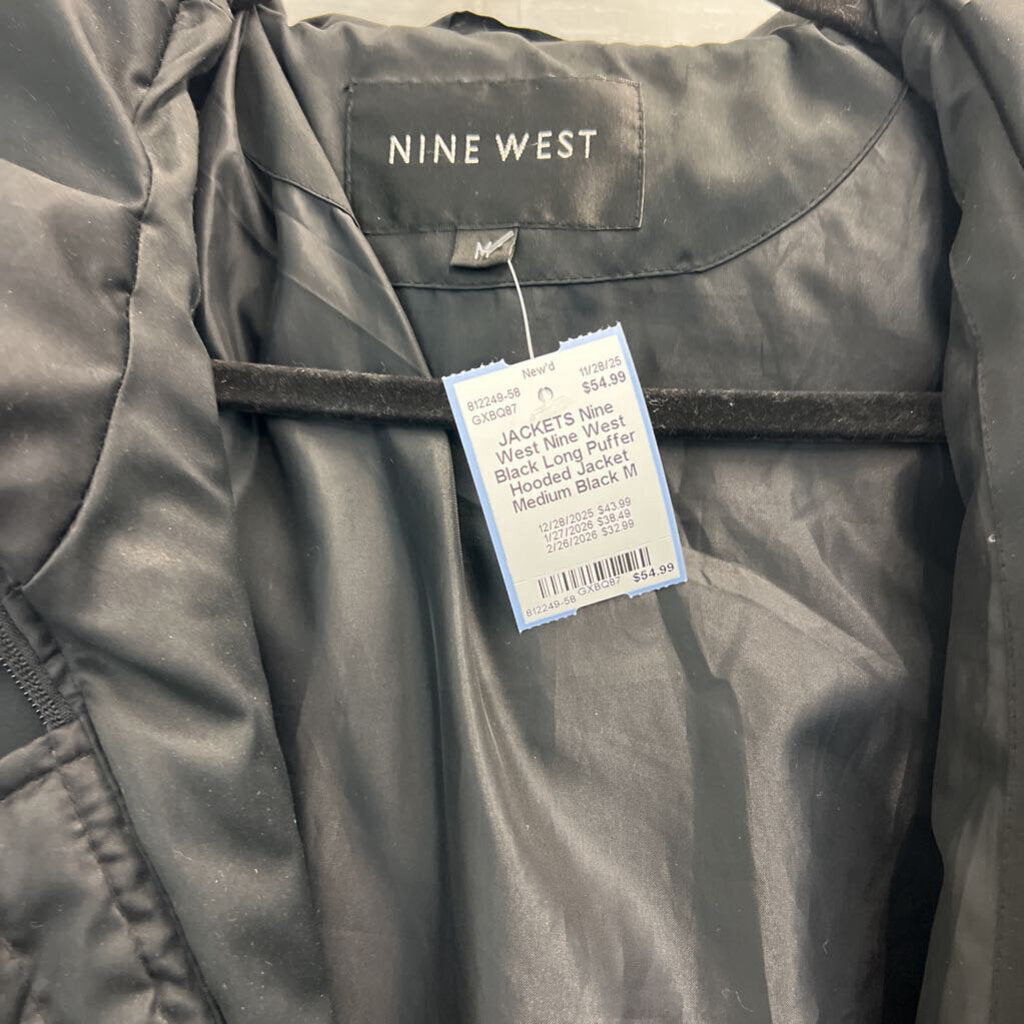 NINE WEST
M
New'd
812249-58 11/28/25
GXBQ87 $54.99
JACKETS Nine
West Nine West
Black Long Puffer
Hooded Jacket
Medium Black M
12/28/2025 $43.99
1/27/2026 $38.49
2/26/2026 $32.99
812249-58 GXBQ87 $54.99